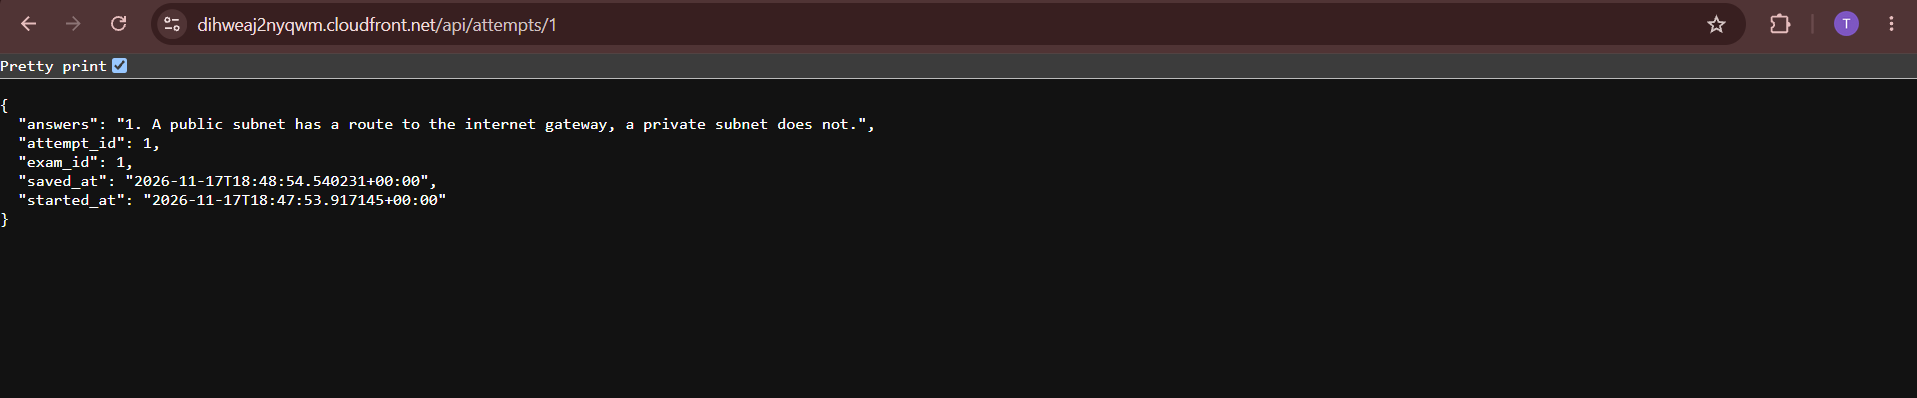 dihweaj2nyqwm.cloudfront.net/api/attempts/1
T
Pretty print
{
  "answers": "1. A public subnet has a route to the internet gateway, a private subnet does not.",
  "attempt_id": 1,
  "exam_id": 1,
  "saved_at": "2026-11-17T18:48:54.540231+00:00",
  "started_at": "2026-11-17T18:47:53.917145+00:00"
}